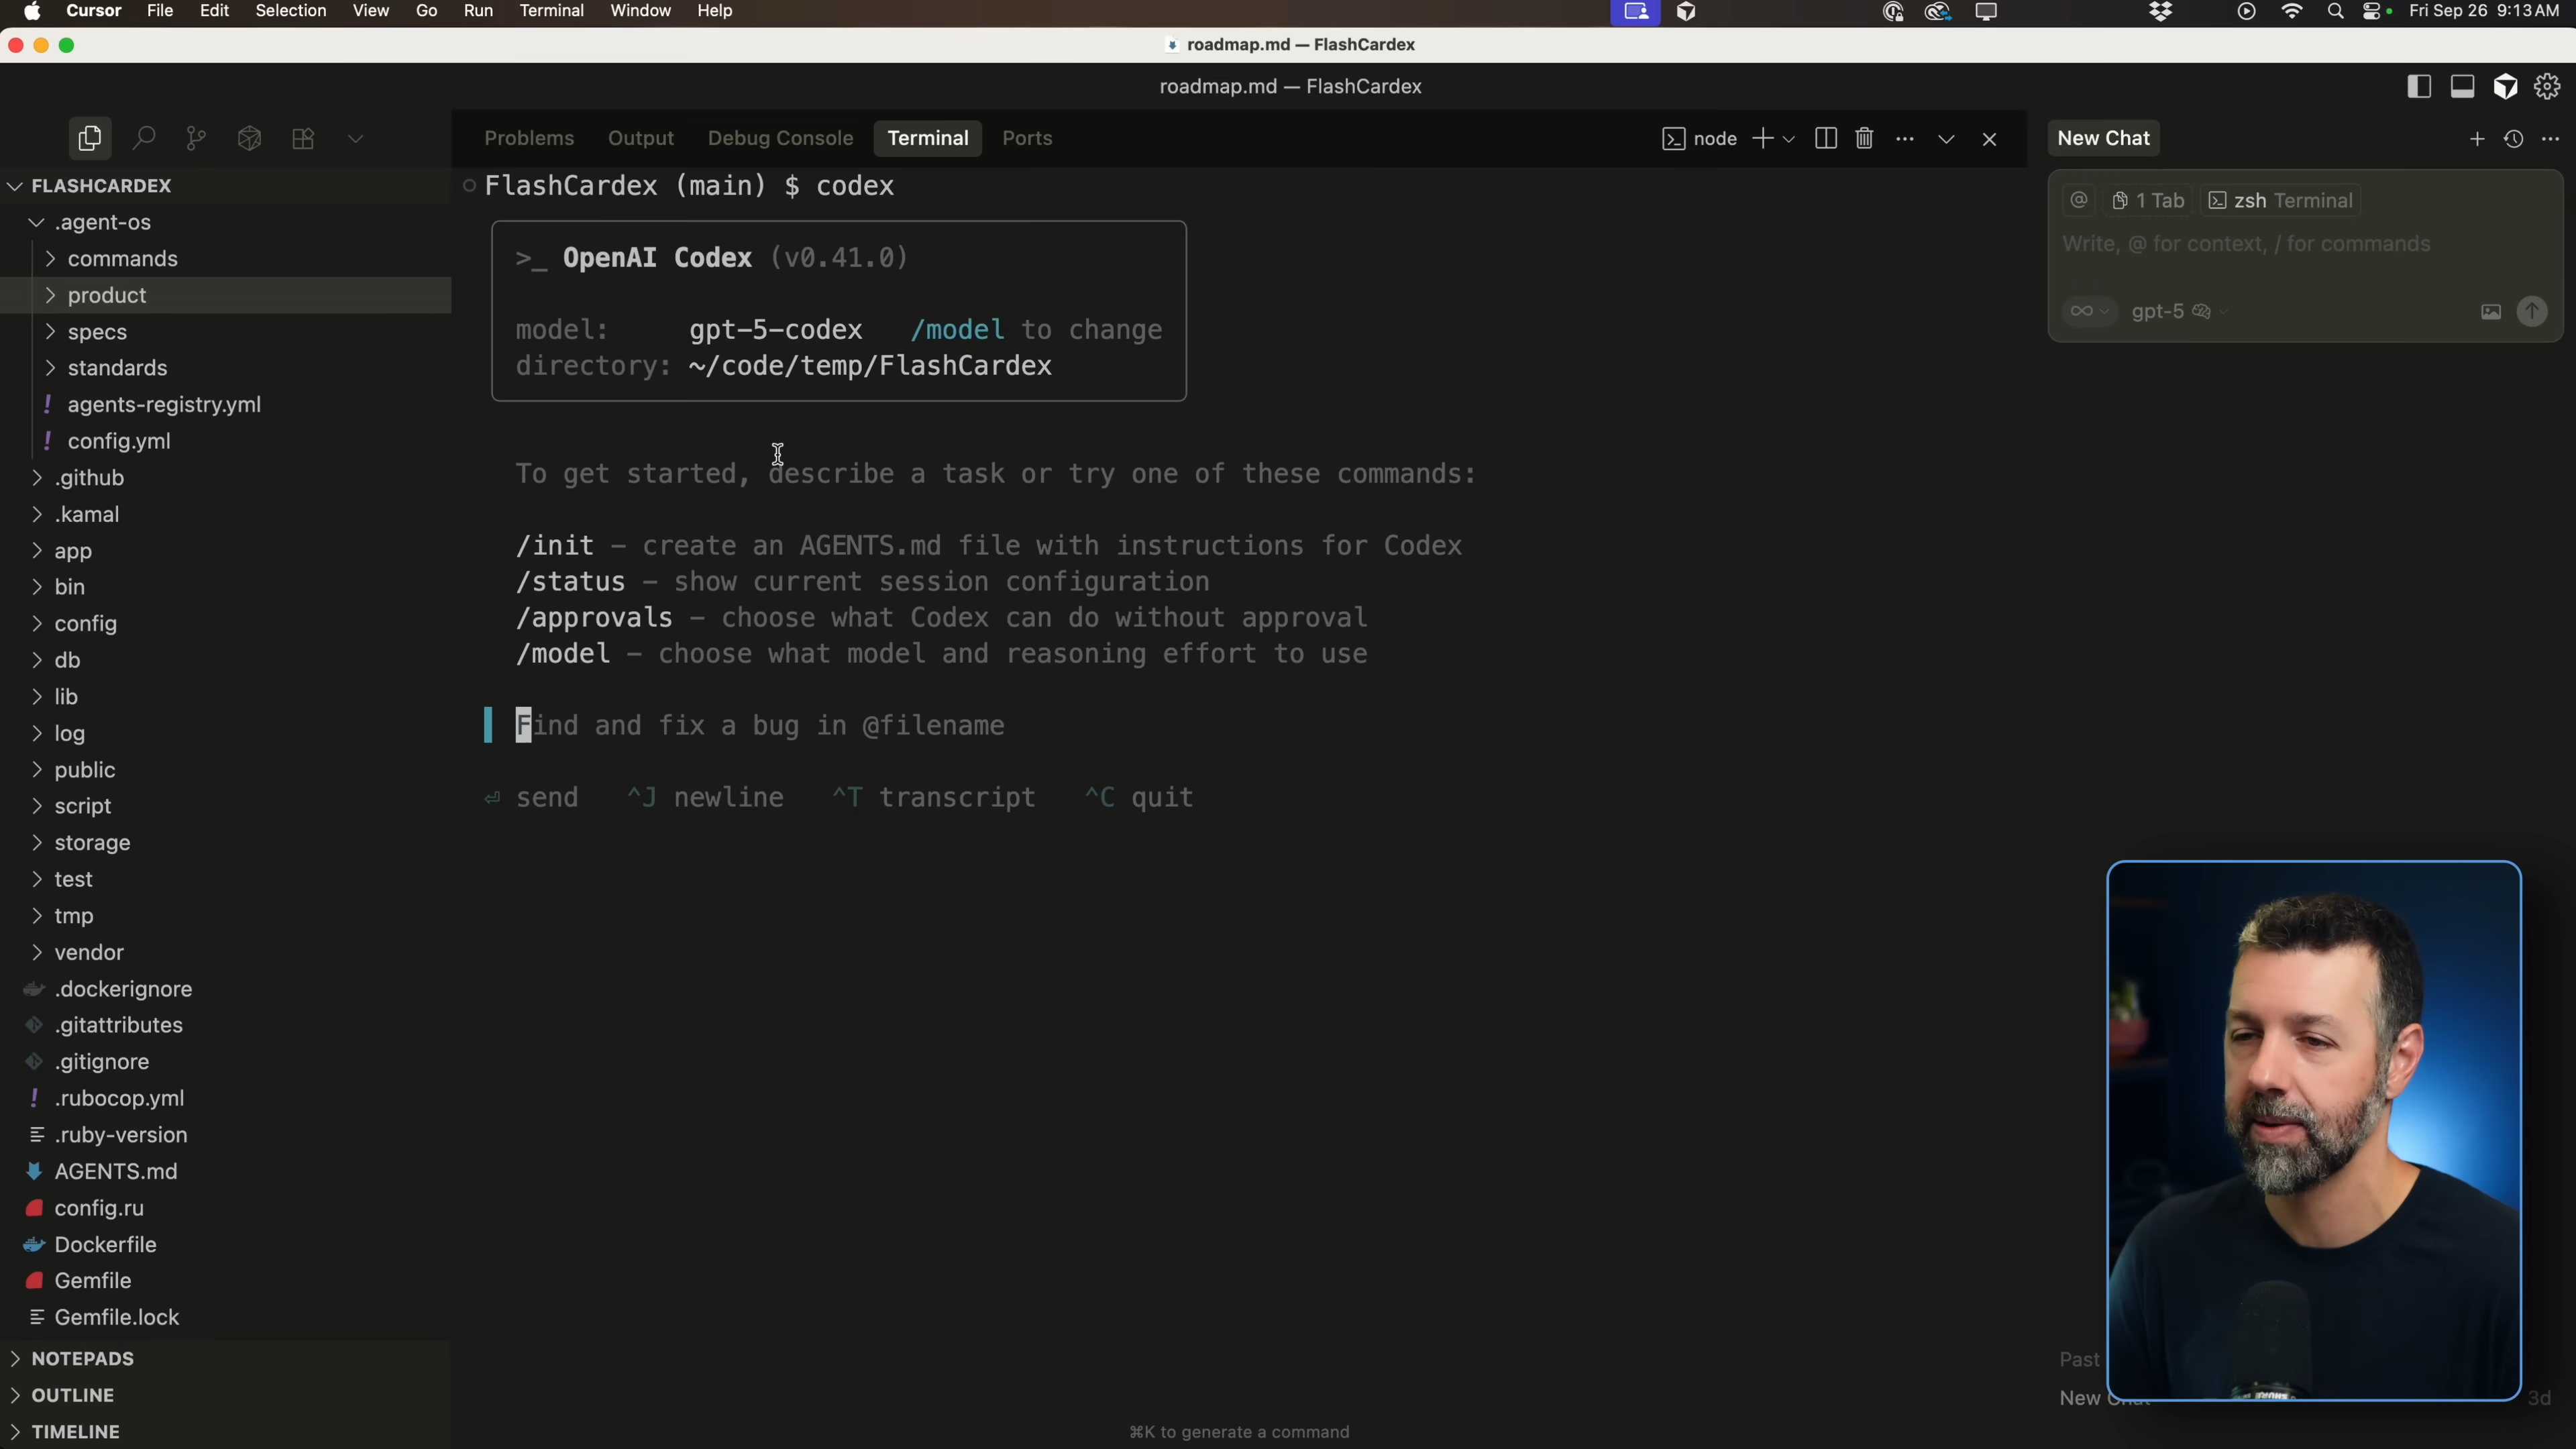 Cursor File Edit Selection View Go Run Terminal Window Help
Fri Sep 26 9:13 AM
roadmap.md — FlashCardex
roadmap.md — FlashCardex
FLASHCARDEX
.agent-os
commands
product
specs
standards
! agents-registry.yml
! config.yml
.github
.kamal
app
bin
config
db
lib
log
public
script
storage
test
tmp
vendor
.dockerignore
.gitattributes
.gitignore
! .rubocop.yml
.ruby-version
AGENTS.md
config.ru
Dockerfile
Gemfile
Gemfile.lock
NOTEPADS
OUTLINE
TIMELINE
Problems Output Debug Console Terminal Ports
node
FlashCardex (main) $ codex
>_ OpenAI Codex (v0.41.0)
model: gpt-5-codex /model to change
directory: ~/code/temp/FlashCardex
To get started, describe a task or try one of these commands:
/init - create an AGENTS.md file with instructions for Codex
/status - show current session configuration
/approvals - choose what Codex can do without approval
/model - choose what model and reasoning effort to use
Find and fix a bug in @filename
⏎ send ^J newline ^T transcript ^C quit
⌘K to generate a command
New Chat
@ 1 Tab zsh Terminal
Write, @ for context, / for commands
∞ gpt-5
Past
New
3d